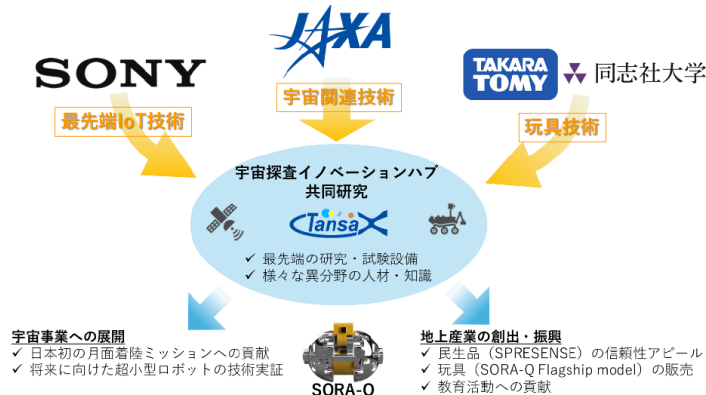 SONY
JAXA
TAKARA
TOMY
同志社大学
最先端IoT技術
宇宙関連技術
玩具技術
宇宙探査イノベーションハブ
共同研究
TansaX
✓ 最先端の研究・試験設備
✓ 様々な異分野の人材・知識
宇宙事業への展開
✓ 日本初の月面着陸ミッションへの貢献
✓ 将来に向けた超小型ロボットの技術実証
SORA-Q
地上産業の創出・振興
✓ 民生品（SPRESENSE）の信頼性アピール
✓ 玩具（SORA-Q Flagship model）の販売
✓ 教育活動への貢献